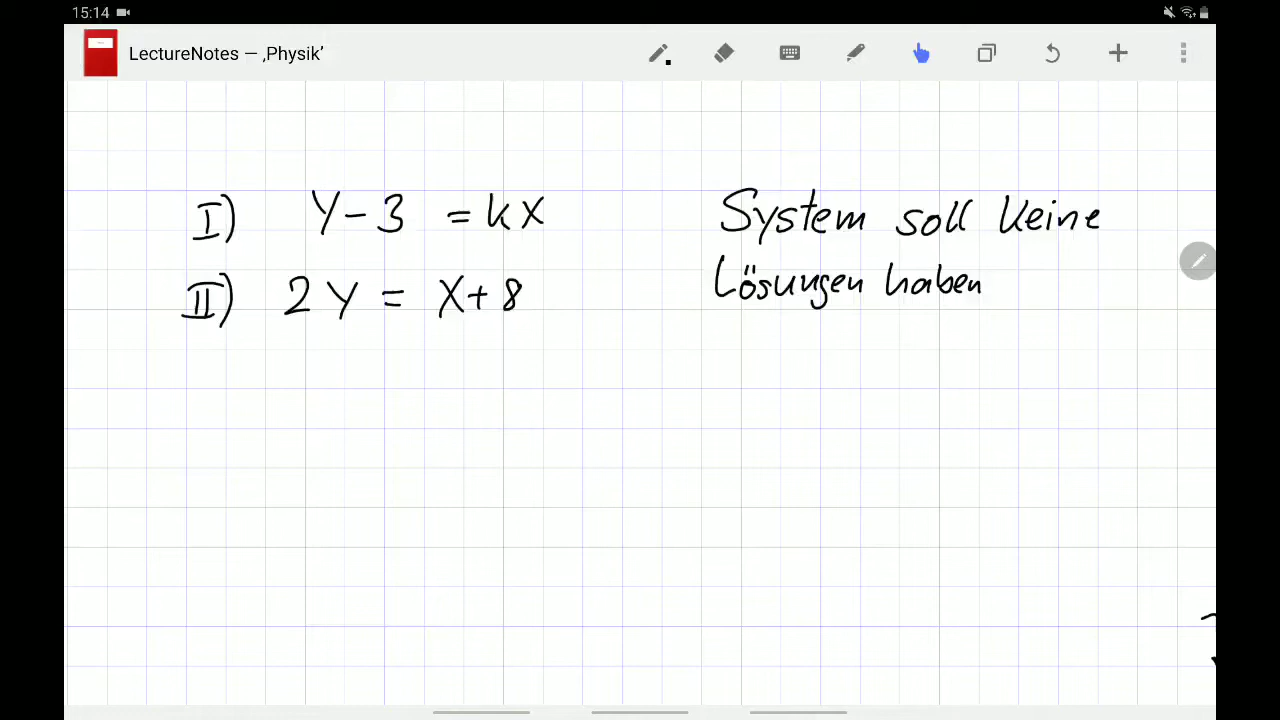 15:14
LectureNotes — ‚Physik’
I) Y - 3 = kX System soll keine
II) 2Y = X + 8 Lösungen haben